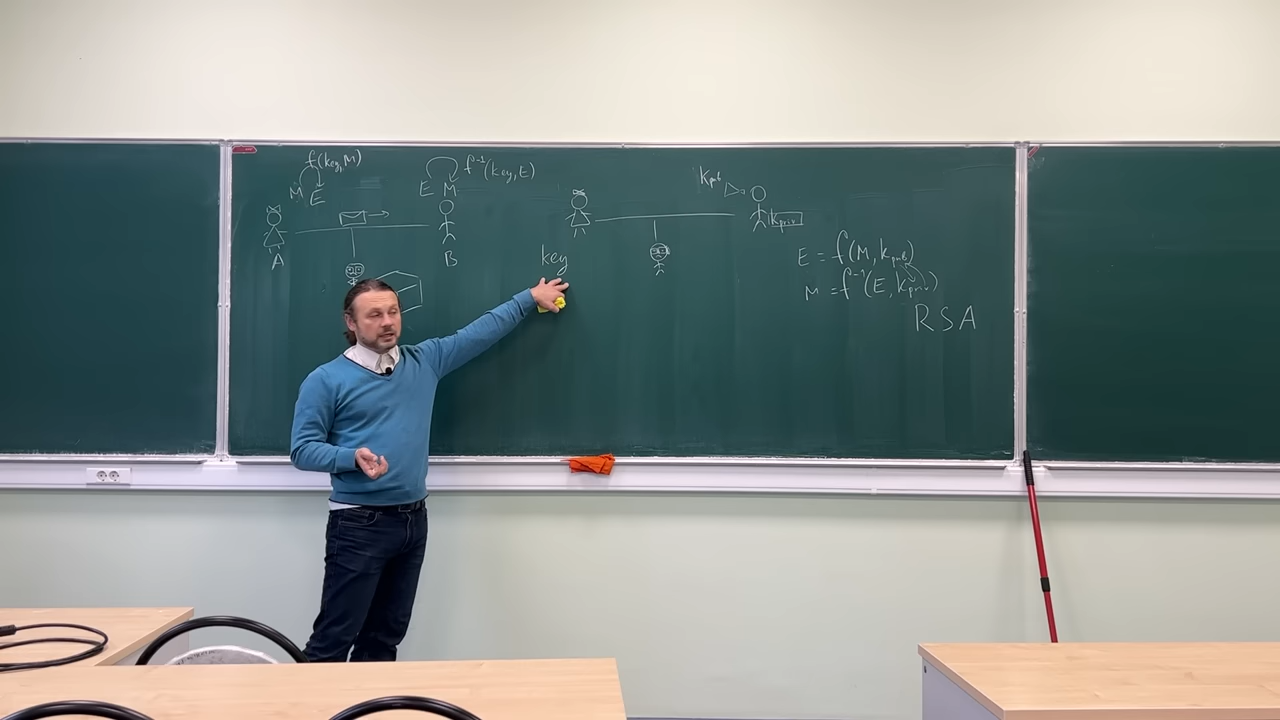 f(key,M)
M E
A
f⁻¹(key,E)
E M
B
key
Kpub
Kpriv
E = f(M, kpub)
M = f⁻¹(E, kpriv)
RSA